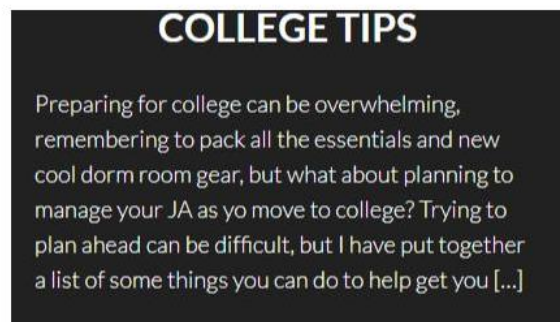 COLLEGE TIPS
Preparing for college can be overwhelming,
remembering to pack all the essentials and new
cool dorm room gear, but what about planning to
manage your JA as yo move to college? Trying to
plan ahead can be difficult, but I have put together
a list of some things you can do to help get you [...]